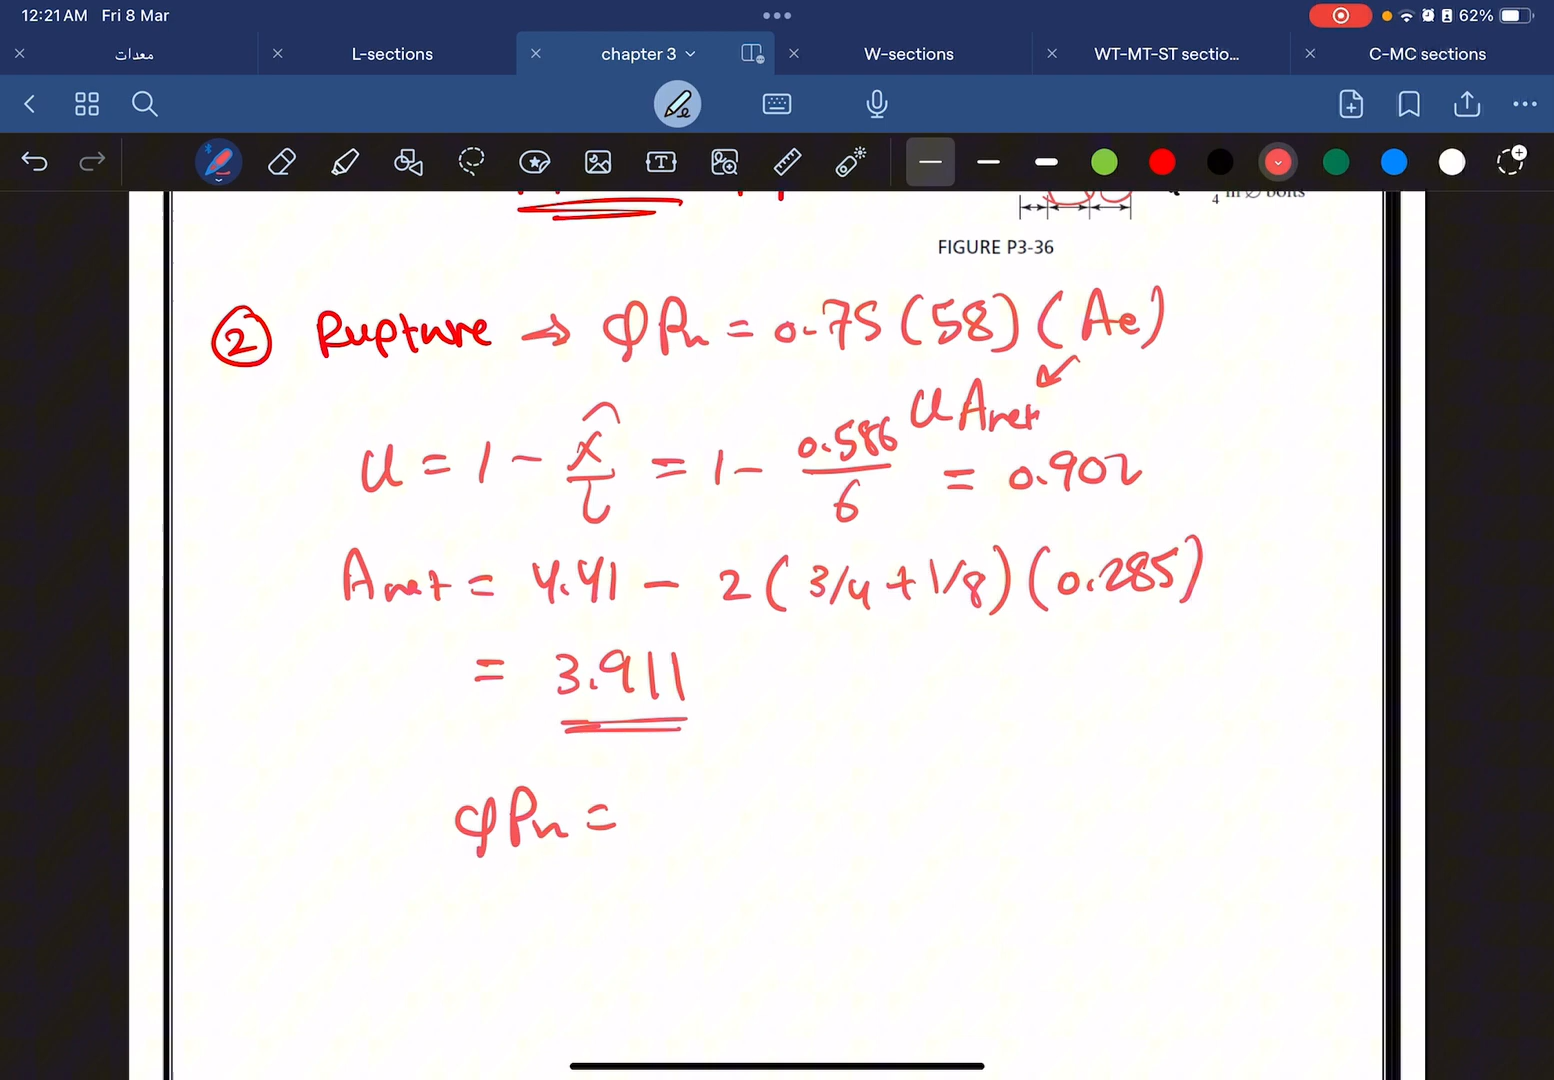 12:21 AM Fri 8 Mar
62%
معدات
L-sections
chapter 3
W-sections
WT-MT-ST sectio...
C-MC sections
FIGURE P3-36
② Rupture → φPn = 0.75 (58) (Ae)
U Anet
U = 1 - x̂/L = 1 - 0.586/6 = 0.902
Anet = 4.41 - 2 (3/4 + 1/8) (0.285)
= 3.911
φPn =